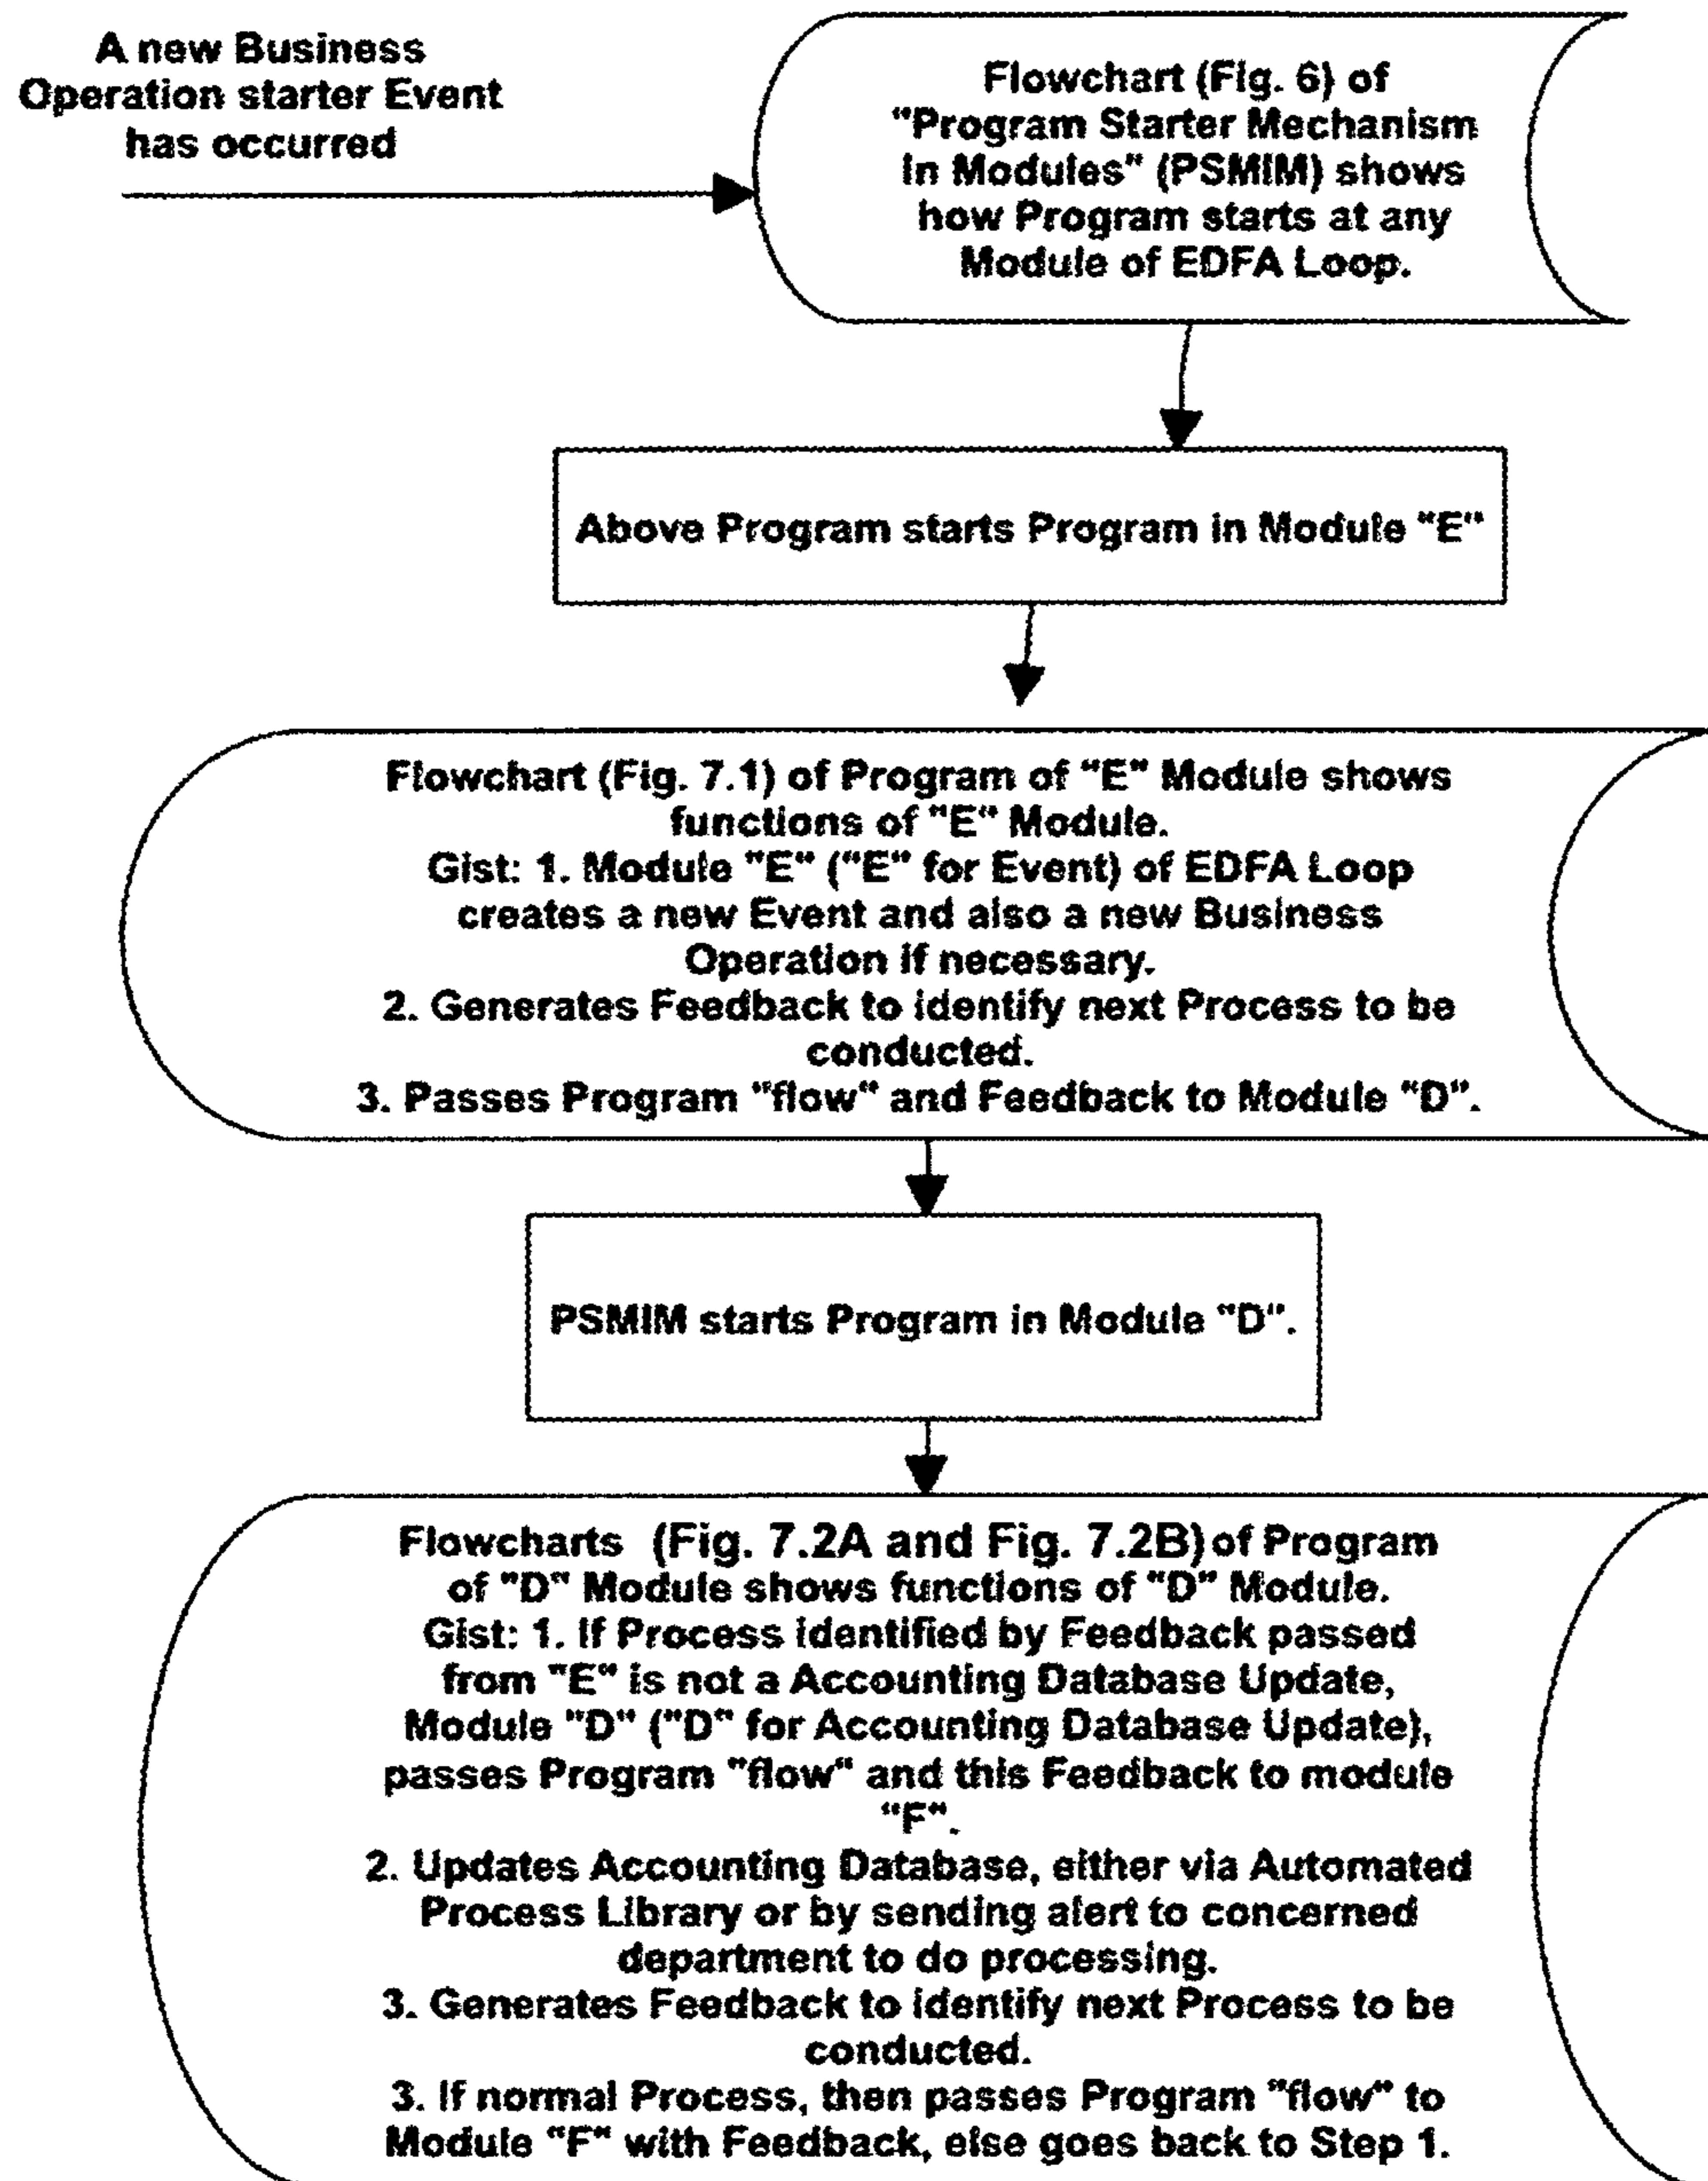 A new Business
Operation starter Event
has occurred
Flowchart (Fig. 6) of
"Program Starter Mechanism
in Modules" (PSMIM) shows
how Program starts at any
Module of EDFA Loop.
Above Program starts Program in Module "E"
Flowchart (Fig. 7.1) of Program of "E" Module shows
functions of "E" Module.
Gist: 1. Module "E" ("E" for Event) of EDFA Loop
creates a new Event and also a new Business
Operation if necessary.
2. Generates Feedback to identify next Process to be
conducted.
3. Passes Program "flow" and Feedback to Module "D".
PSMIM starts Program in Module "D".
Flowcharts (Fig. 7.2A and Fig. 7.2B) of Program
of "D" Module shows functions of "D" Module.
Gist: 1. If Process identified by Feedback passed
from "E" is not a Accounting Database Update,
Module "D" ("D" for Accounting Database Update),
passes Program "flow" and this Feedback to module
"F".
2. Updates Accounting Database, either via Automated
Process Library or by sending alert to concerned
department to do processing.
3. Generates Feedback to identify next Process to be
conducted.
3. If normal Process, then passes Program "flow" to
Module "F" with Feedback, else goes back to Step 1.